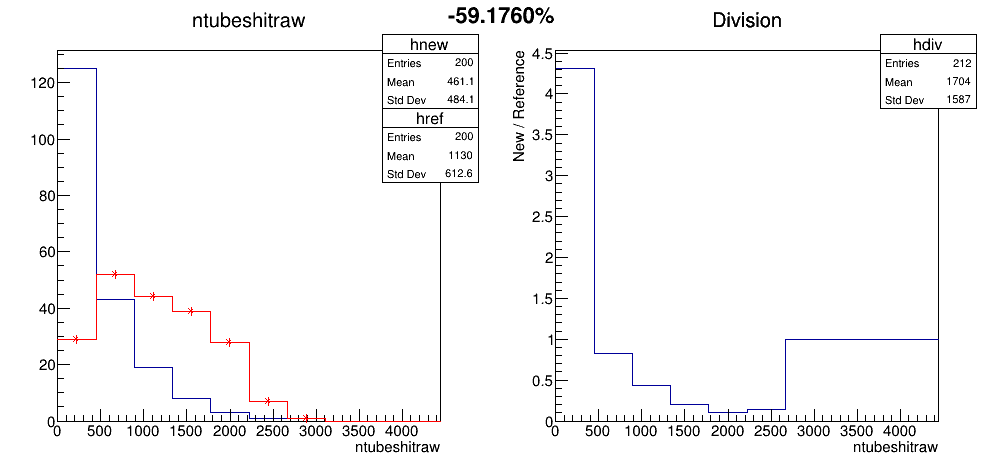 -59.1760%
ntubeshitraw
hnew
Entries 200
Mean 461.1
Std Dev 484.1
href
Entries 200
Mean 1130
Std Dev 612.6
120
100
80
60
40
20
0
0 500 1000 1500 2000 2500 3000 3500 4000
ntubeshitraw
Division
hdiv
Entries 212
Mean 1704
Std Dev 1587
New / Reference
4.5
4
3.5
3
2.5
2
1.5
1
0.5
0
0 500 1000 1500 2000 2500 3000 3500 4000
ntubeshitraw